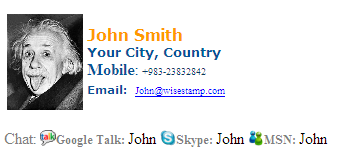 John Smith
Your City, Country
Mobile: +983-23832842
Email: John@wisestamp.com
Chat: talk Google Talk: John Skype: John MSN: John